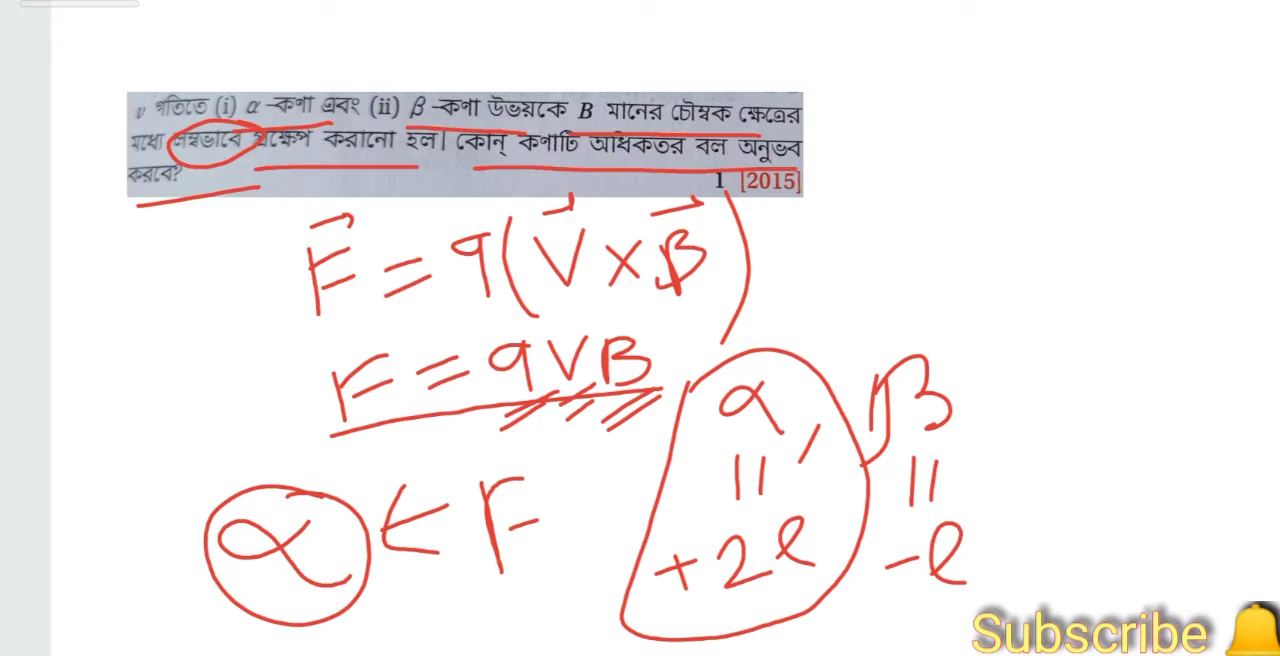 v গতিতে (i) α -কণা এবং (ii) β -কণা উভয়কে B মানের চৌম্বক ক্ষেত্রের
মধ্যে লম্বভাবে প্রক্ষেপ করানো হল। কোন্ কণাটি অধিকতর বল অনুভব
করবে?
1 [2015]
F⃗ = q(V⃗ × B⃗)
F = qVB
α , β
॥ ॥
+2e -e
α ← F
Subscribe